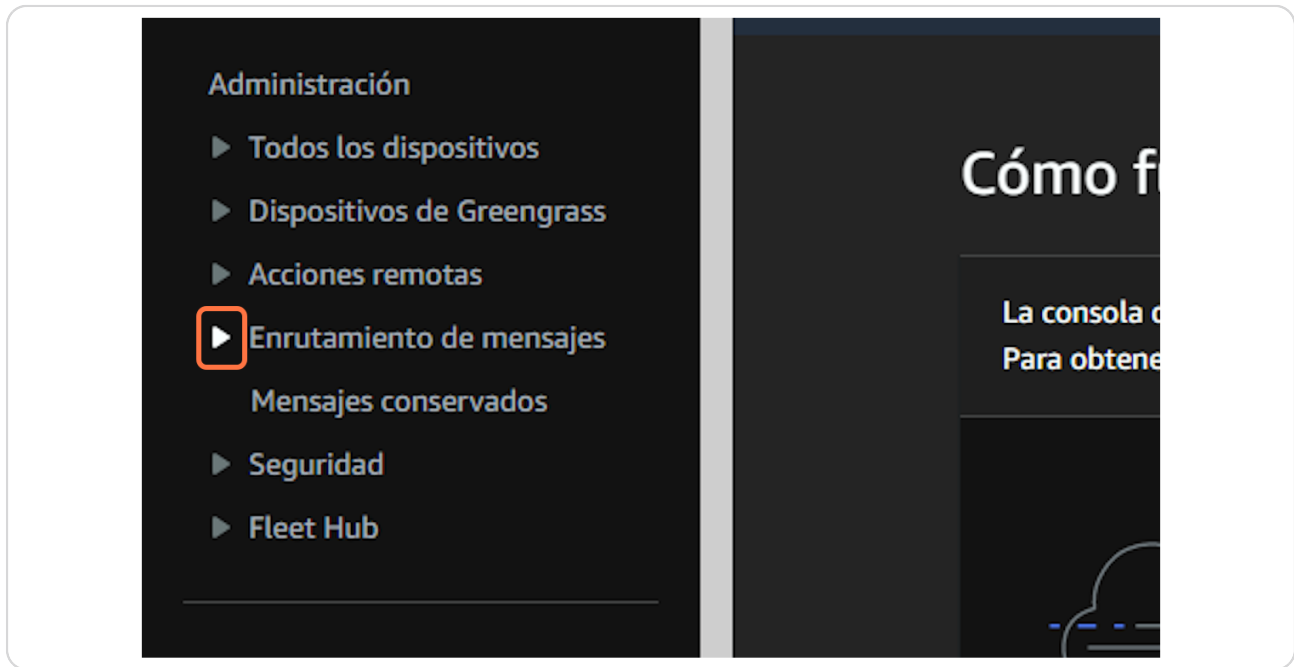 Administración
Todos los dispositivos
Dispositivos de Greengrass
Acciones remotas
Enrutamiento de mensajes
Mensajes conservados
Seguridad
Fleet Hub
Cómo
La consola
Para